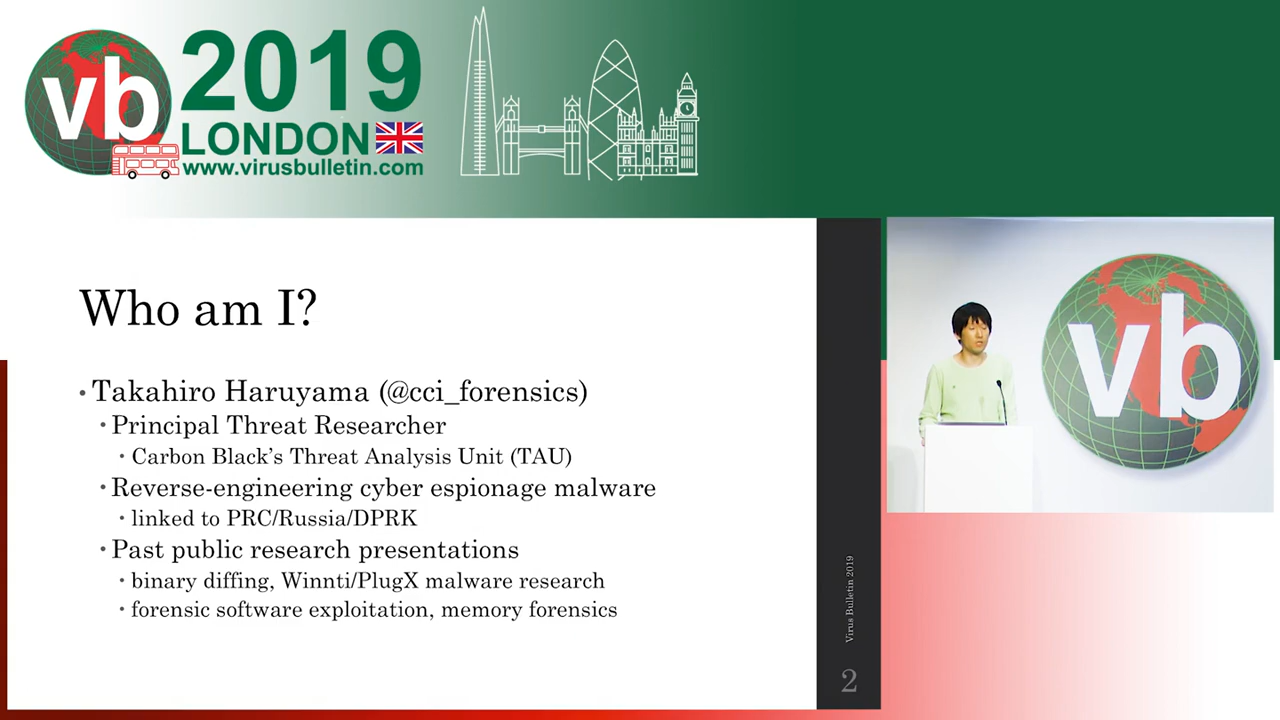 vb
2019
LONDON
www.virusbulletin.com
Who am I?
• Takahiro Haruyama (@cci_forensics)
• Principal Threat Researcher
• Carbon Black's Threat Analysis Unit (TAU)
• Reverse-engineering cyber espionage malware
• linked to PRC/Russia/DPRK
• Past public research presentations
• binary diffing, Winnti/PlugX malware research
• forensic software exploitation, memory forensics
Virus Bulletin 2019
2
vb